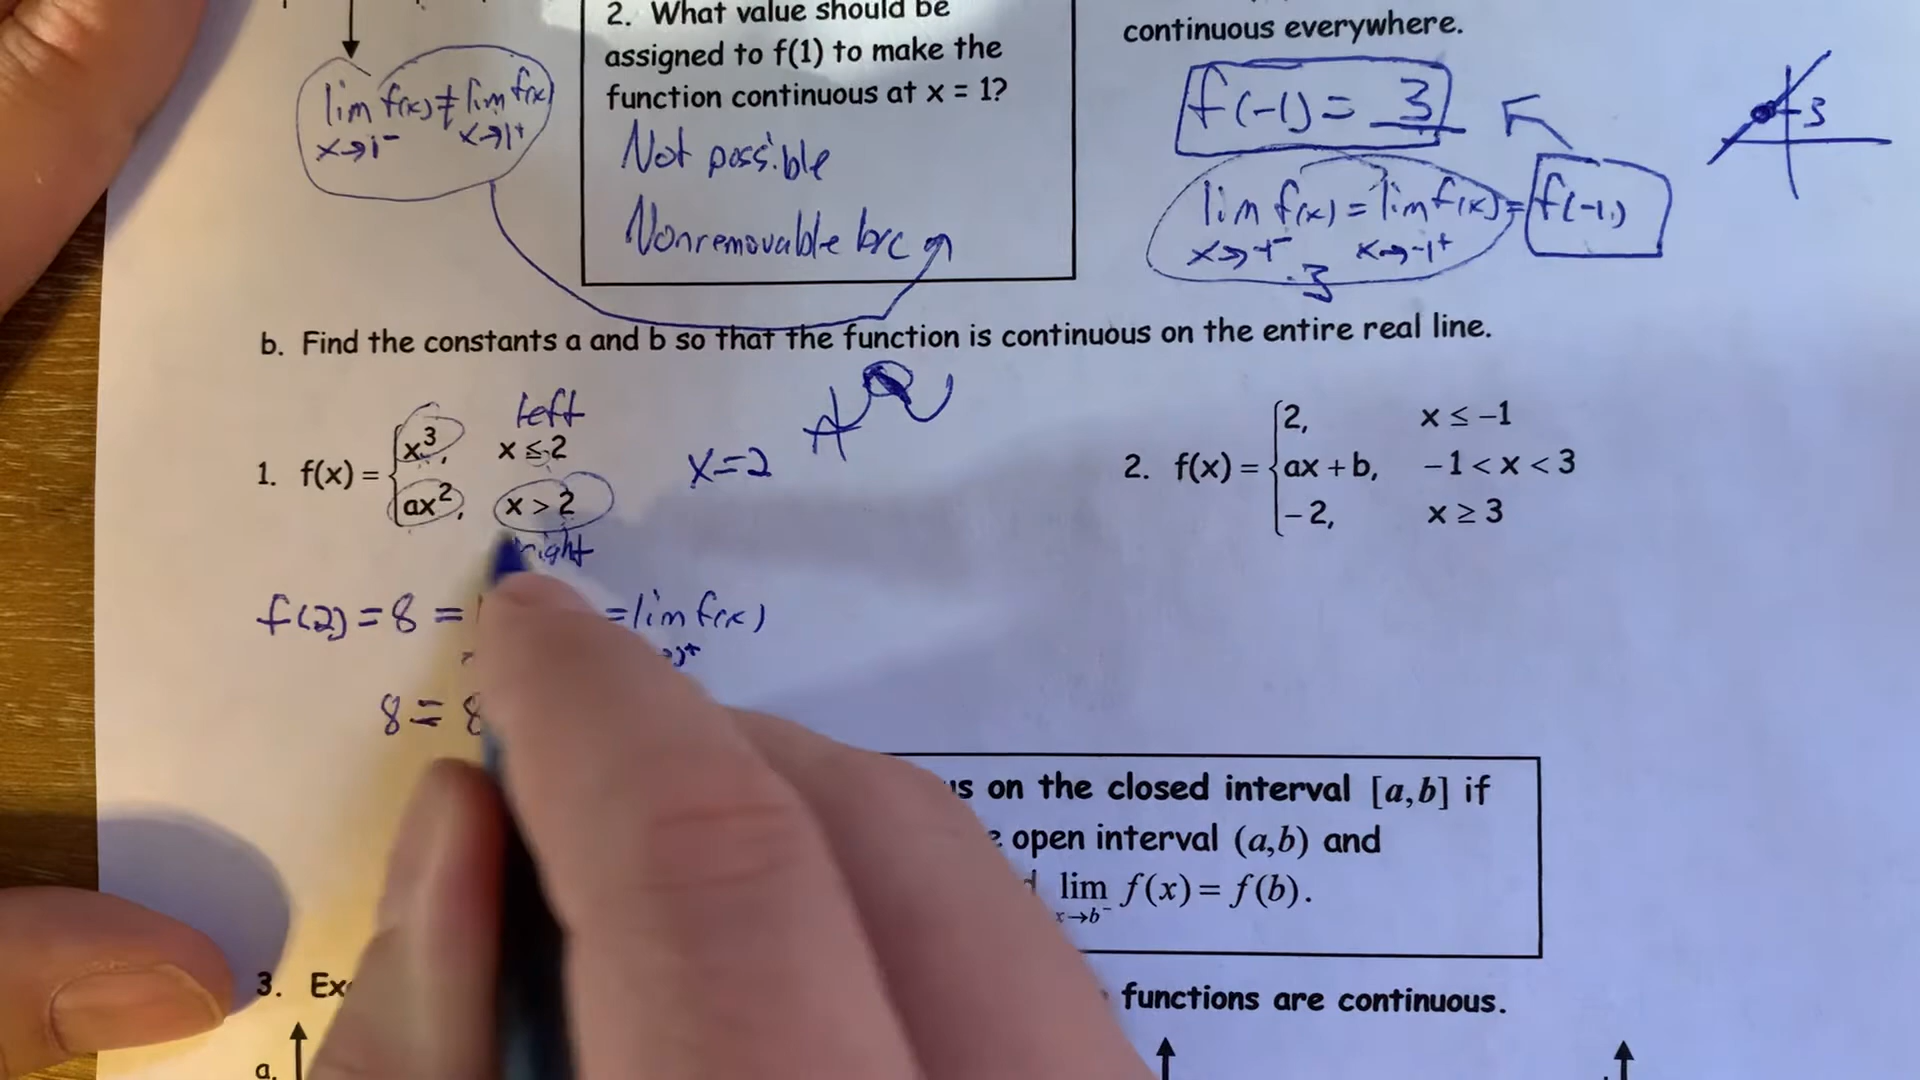 2. What value should be
assigned to f(1) to make the
function continuous at x = 1?
Not possible
Nonremovable b/c
lim f(x) ≠ lim f(x)
x→1⁻ x→1⁺
continuous everywhere.
f(-1) = 3
3
lim f(x) = lim f(x) = f(-1)
x→-1⁻ x→-1⁺
3
b. Find the constants a and b so that the function is continuous on the entire real line.
left
1. f(x) = { x³, x ≤ 2
ax², x > 2
right
x=2
f(2) = 8 = = lim f(x)
8 = 8
2. f(x) = { 2, x ≤ −1
ax + b, −1 < x < 3
−2, x ≥ 3
on the closed interval [a,b] if
open interval (a,b) and
lim f(x) = f(b).
x→b⁻
3.
functions are continuous.
a.